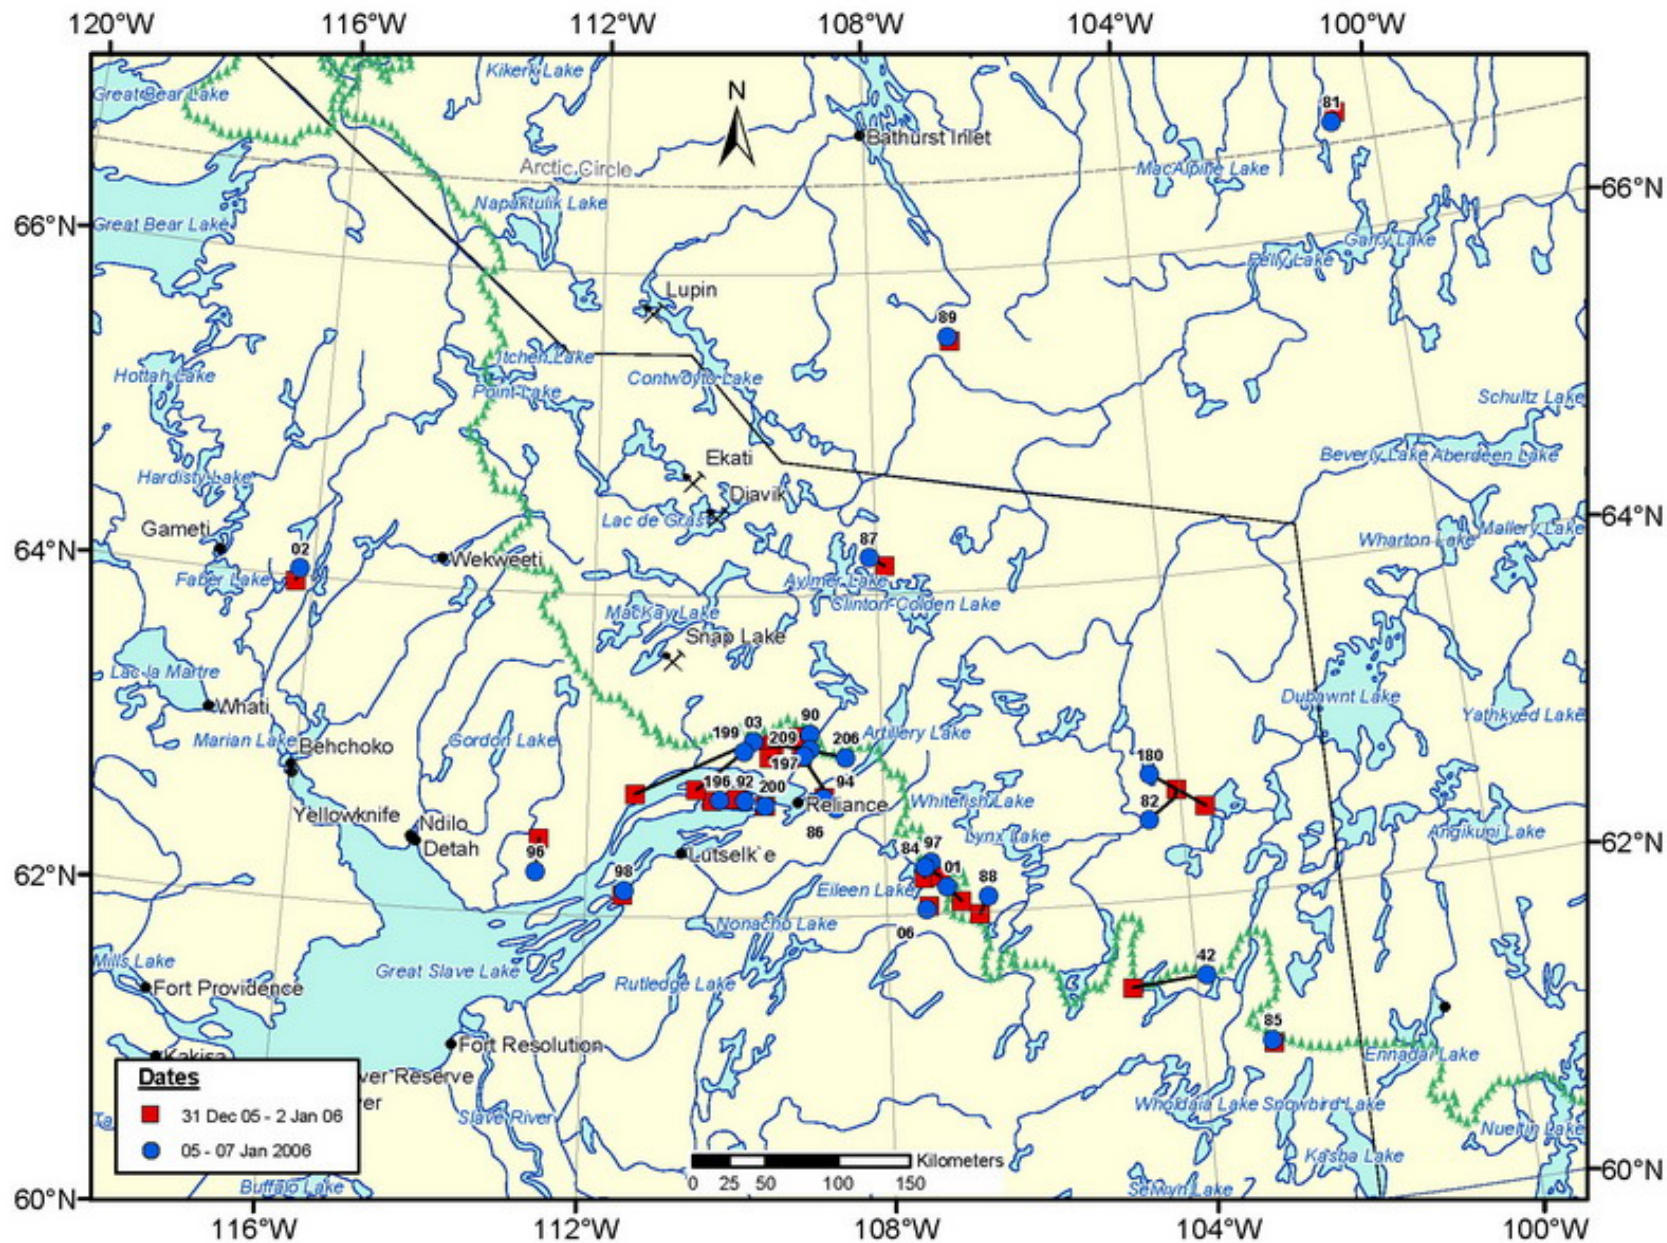 120°W 116°W 112°W 108°W 104°W 100°W
Kikerk Lake
Great Bear Lake
N
81
Bathurst Inlet
Arctic Circle
MacAlpine Lake
66°N
Napaktulik Lake
66°N
Great Bear Lake
Garry Lake
Pelly Lake
Lupin
89
Itchen Lake
Hottah Lake
Contwoyto Lake
Point Lake
Schultz Lake
Ekati
Beverly Lake Aberdeen Lake
Hardisty Lake
Diavik
Lac de Gras
64°N
Gameti
Mallery Lake
Wharton Lake
64°N
02
Wekweeti
87
Faber Lake
Aylmer Lake
Clinton-Colden Lake
MacKay Lake
Snap Lake
Lac la Martre
Dubawnt Lake
Whati
Yathkyed Lake
Marian Lake
Behchoko
Gordon Lake
199 03 209 90 206
Artillery Lake
197
180
196 92 200 94
Reliance
82
Whitefish Lake
Yellowknife
Ndilo
Detah
86
Lynx Lake
Angikuni Lake
62°N
96
Lutselk`e
84 97
01
88
62°N
98
Eileen Lake
06
Nonacho Lake
Mills Lake
Great Slave Lake
42
Fort Providence
Rutledge Lake
85
Kakisa
Fort Resolution
Ennadai Lake
Dates
ver Reserve
ver
31 Dec 05 - 2 Jan 06
Slave River
Wholdaia Lake Snowbird Lake
Ta
Nueltin Lake
05 - 07 Jan 2006
Kilometers
0 25 50 100 150
Kasba Lake
60°N
Buffalo Lake
Selwyn Lake
60°N
116°W 112°W 108°W 104°W 100°W